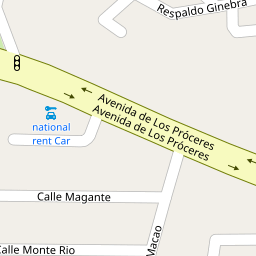 Respaldo Ginebra
Avenida de Los Próceres
Avenida de Los Próceres
national
rent Car
Calle Magante
Macao
Calle Monte Rio